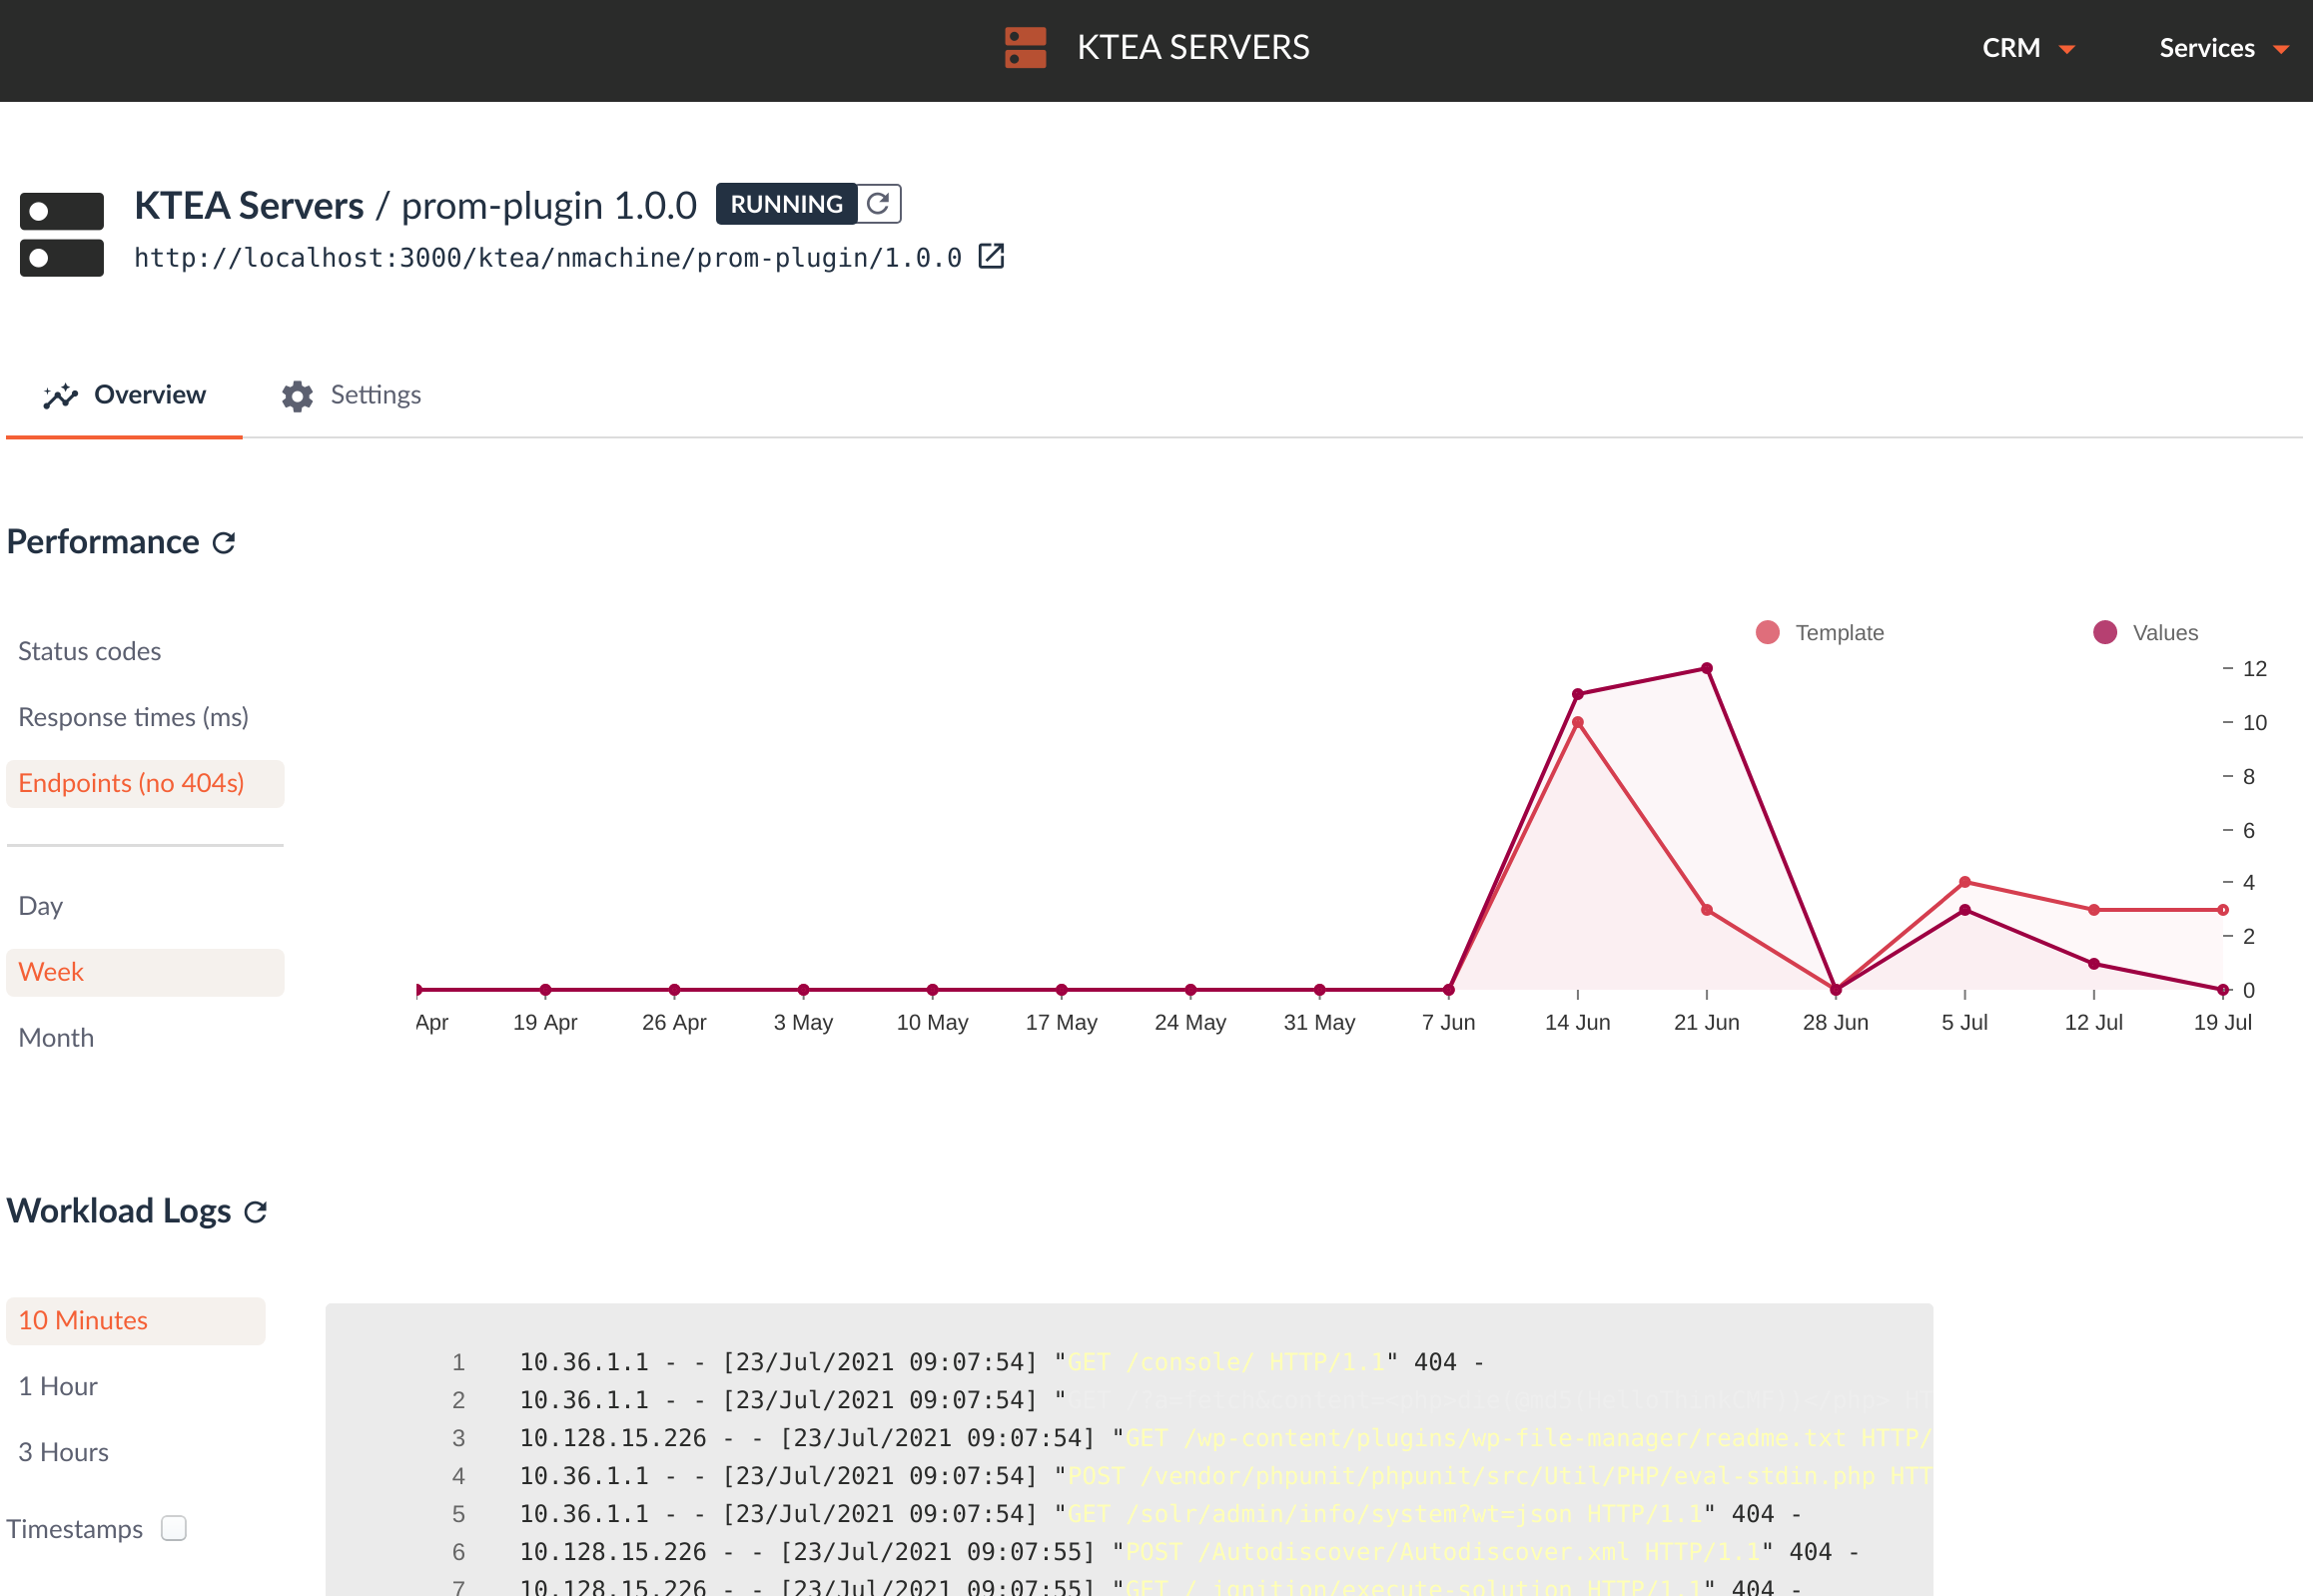 KTEA SERVERS
CRM
Services
KTEA Servers / prom-plugin 1.0.0 RUNNING
http://localhost:3000/ktea/nmachine/prom-plugin/1.0.0
Overview
Settings
Performance
Status codes
Response times (ms)
Endpoints (no 404s)
Day
Week
Month
Template
Values
12
10
8
6
4
2
0
Apr
19 Apr
26 Apr
3 May
10 May
17 May
24 May
31 May
7 Jun
14 Jun
21 Jun
28 Jun
5 Jul
12 Jul
19 Jul
Workload Logs
10 Minutes
1 Hour
3 Hours
Timestamps
1 10.36.1.1 - - [23/Jul/2021 09:07:54] "GET /console/ HTTP/1.1" 404 -
2 10.36.1.1 - - [23/Jul/2021 09:07:54] "GET
3 10.128.15.226 - - [23/Jul/2021 09:07:54] "GET /wp-content/plugins/wp-file-manager/readme.txt HTTP/
4 10.36.1.1 - - [23/Jul/2021 09:07:54] "POST /vendor/phpunit/phpunit/src/Util/PHP/eval-stdin.php HTT
5 10.36.1.1 - - [23/Jul/2021 09:07:54] "GET /solr/admin/info/system?wt=json HTTP/1.1" 404 -
6 10.128.15.226 - - [23/Jul/2021 09:07:55] "POST /Autodiscover/Autodiscover.xml HTTP/1.1" 404 -
7 10.128.15.226 - - [23/Jul/2021 09:07:55] "GET /_ignition/execute-solution HTTP/1.1" 404 -